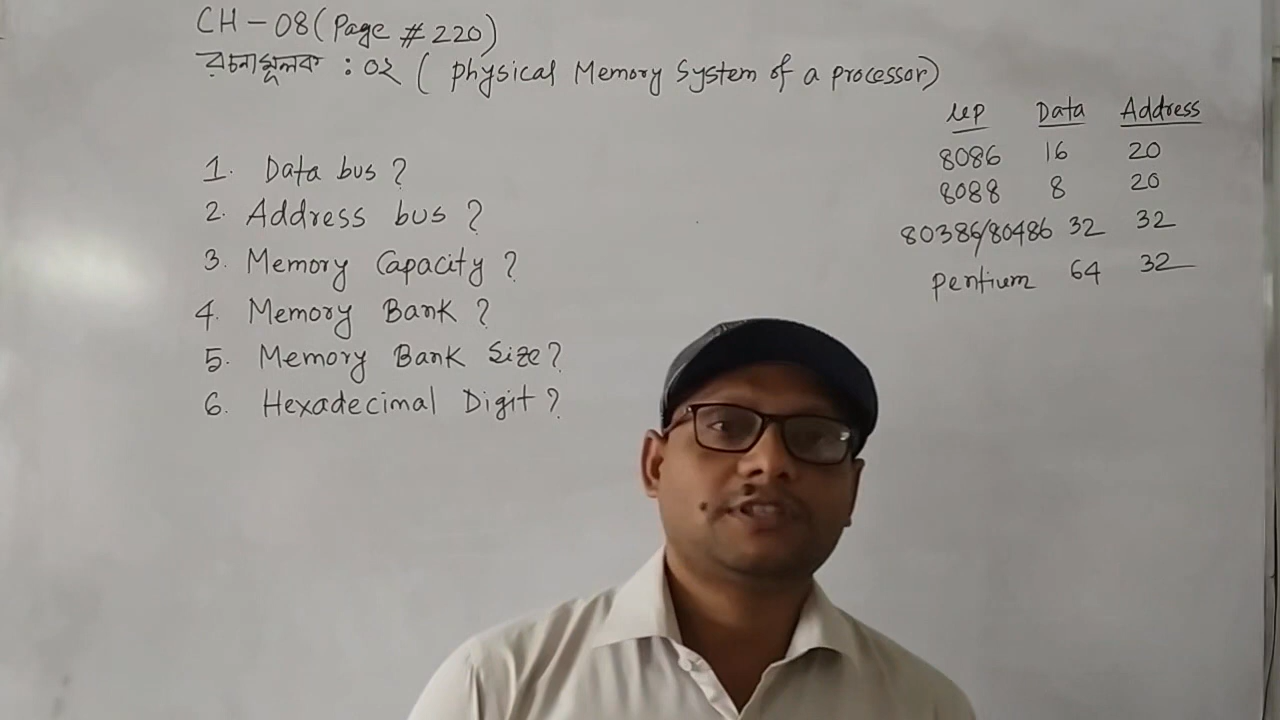 CH - 08 (Page # 220)
রচনামূলক : ০২ ( Physical Memory System of a processor)
1. Data bus ?
2. Address bus ?
3. Memory Capacity ?
4. Memory Bank ?
5. Memory Bank Size ?
6. Hexadecimal Digit ?
μP Data Address
8086 16 20
8088 8 20
80386/80486 32 32
Pentium 64 32